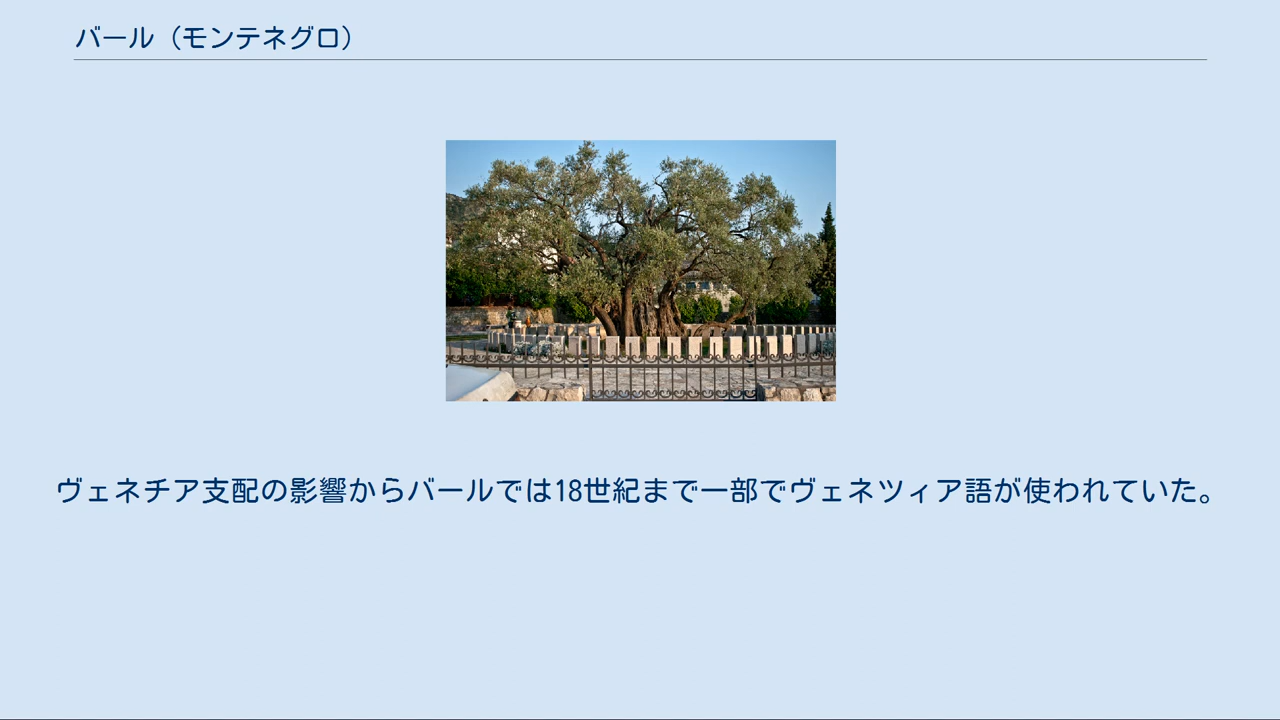 バール（モンテネグロ）
ヴェネチア支配の影響からバールでは18世紀まで一部でヴェネツィア語が使われていた。